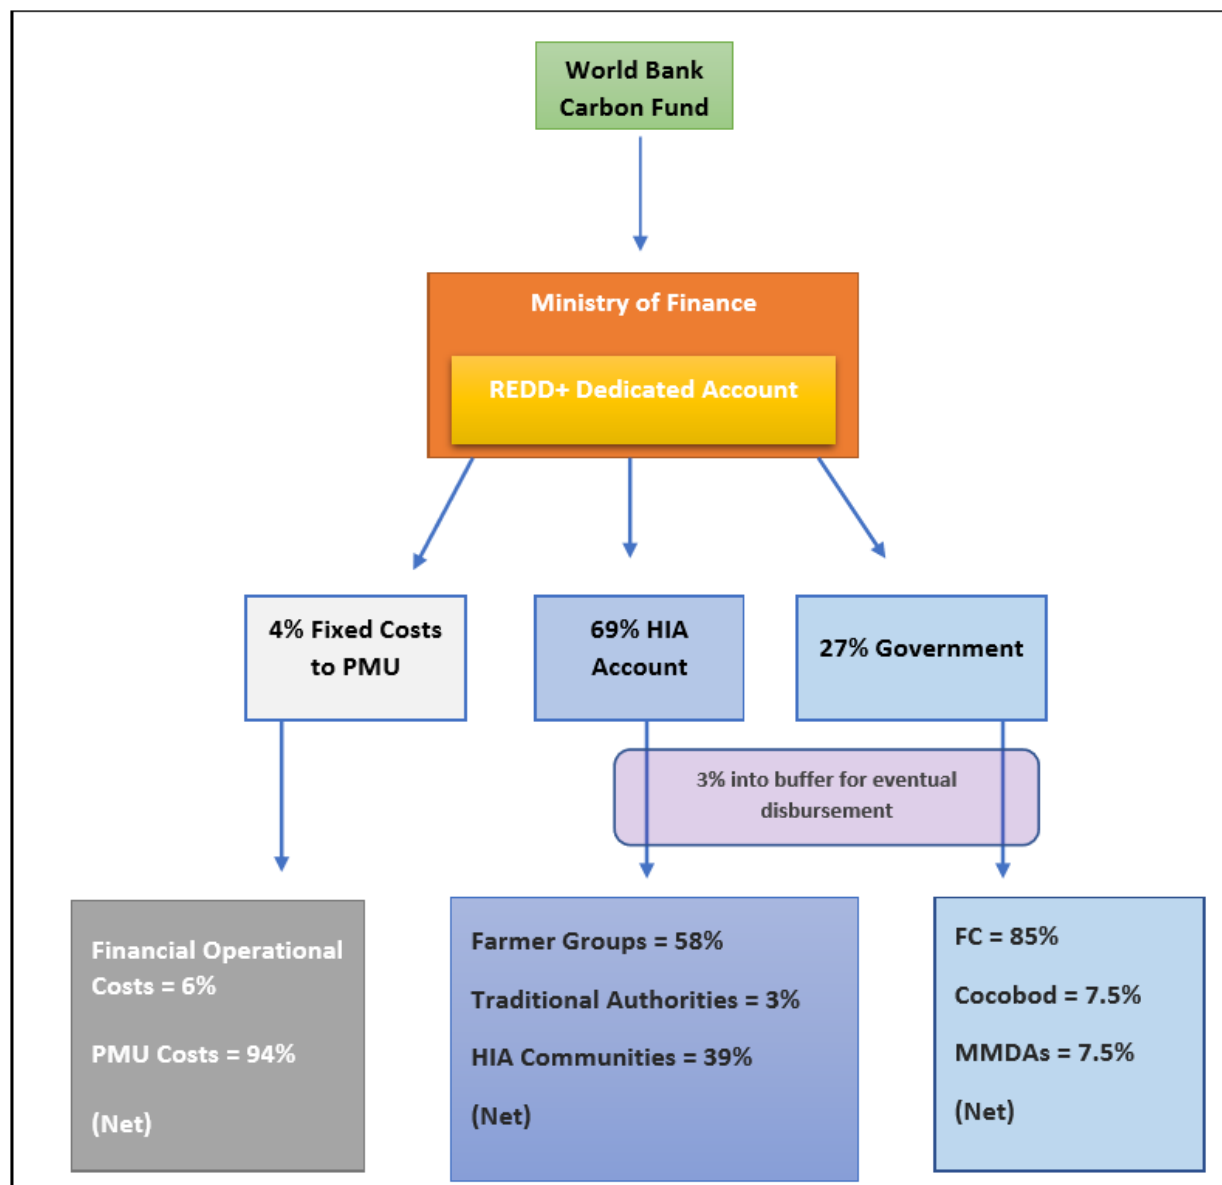 World Bank
Carbon Fund
Ministry of Finance
REDD+ Dedicated Account
4% Fixed Costs
to PMU
69% HIA
Account
27% Government
3% into buffer for eventual
disbursement
Financial Operational
Costs = 6%
PMU Costs = 94%
(Net)
Farmer Groups = 58%
Traditional Authorities = 3%
HIA Communities = 39%
(Net)
FC = 85%
Cocobod = 7.5%
MMDAs = 7.5%
(Net)